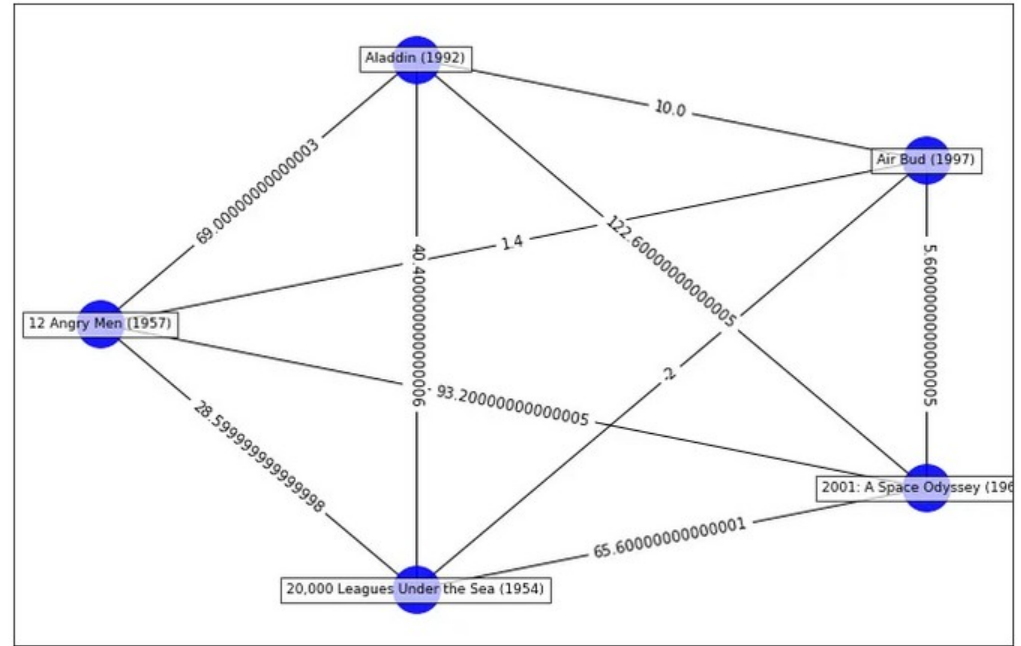 Aladdin (1992)
10.0
Air Bud (1997)
69.00000000000003
122.60000000000005
1.4
40.400000000000006
5.6000000000000005
12 Angry Men (1957)
2
93.20000000000005
28.599999999999998
2001: A Space Odyssey (196
65.60000000000001
20,000 Leagues Under the Sea (1954)